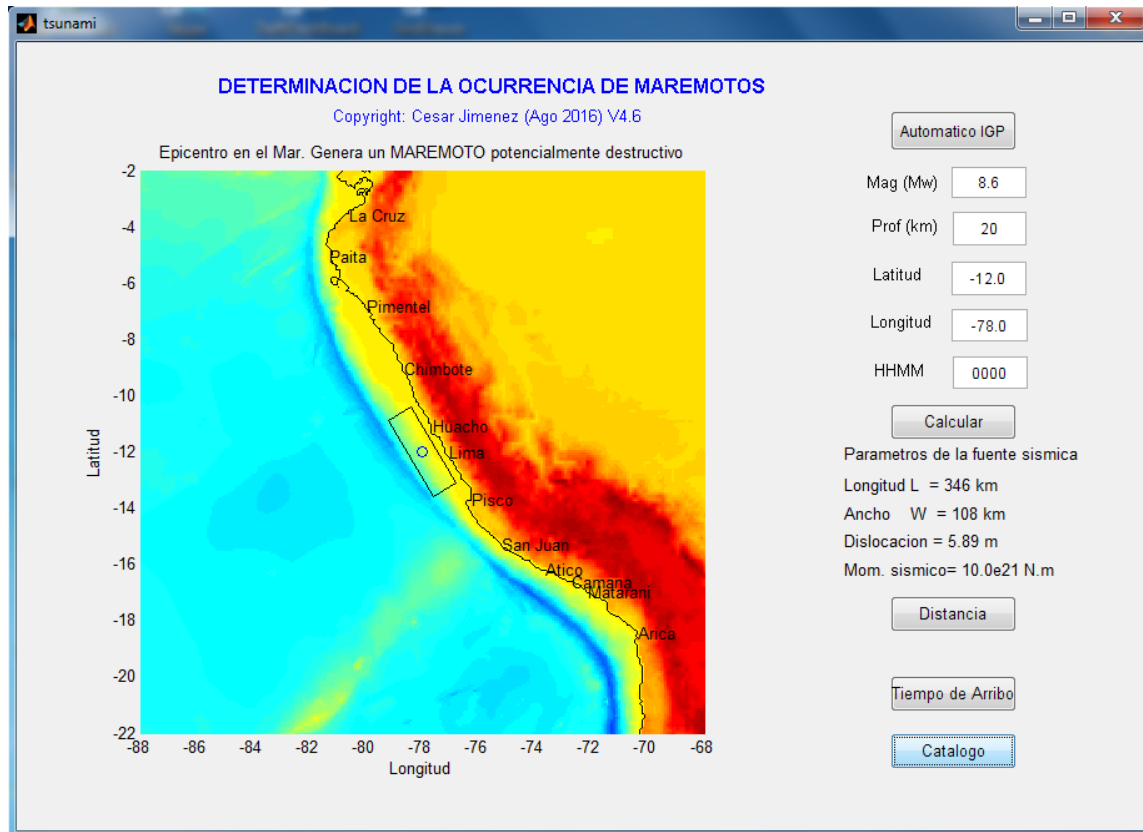 tsunami
DETERMINACION DE LA OCURRENCIA DE MAREMOTOS
Copyright: Cesar Jimenez (Ago 2016) V4.6
Epicentro en el Mar. Genera un MAREMOTO potencialmente destructivo
-2
-4
-6
-8
-10
-12
-14
-16
-18
-20
-22
Latitud
La Cruz
Paita
Pimentel
Chimbote
Huacho
Lima
Pisco
San Juan
Atico
Camana
Matarani
Arica
-88 -86 -84 -82 -80 -78 -76 -74 -72 -70 -68
Longitud
Automatico IGP
Mag (Mw) 8.6
Prof (km) 20
Latitud -12.0
Longitud -78.0
HHMM 0000
Calcular
Parametros de la fuente sismica
Longitud L = 346 km
Ancho W = 108 km
Dislocacion = 5.89 m
Mom. sismico= 10.0e21 N.m
Distancia
Tiempo de Arribo
Catalogo